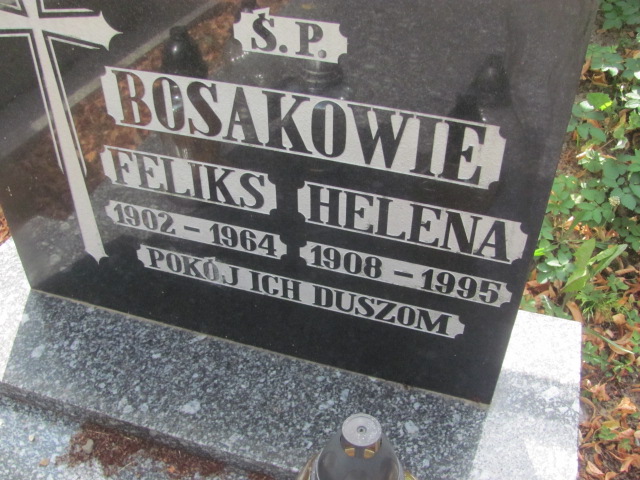 Ś.P.
BOSAKOWIE
FELIKS HELENA
1902 – 1964 1908 – 1995
POKÓJ ICH DUSZOM